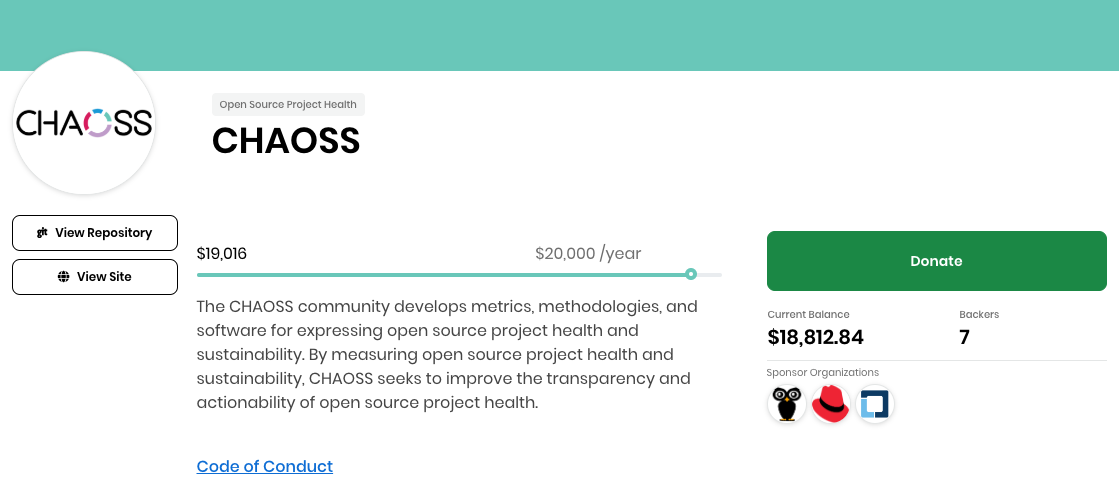 CHAOSS
Open Source Project Health
CHAOSS
View Repository
View Site
$19,016
$20,000 /year
The CHAOSS community develops metrics, methodologies, and
software for expressing open source project health and
sustainability. By measuring open source project health and
sustainability, CHAOSS seeks to improve the transparency and
actionability of open source project health.
Code of Conduct
Donate
Current Balance
Backers
$18,812.84
7
Sponsor Organizations